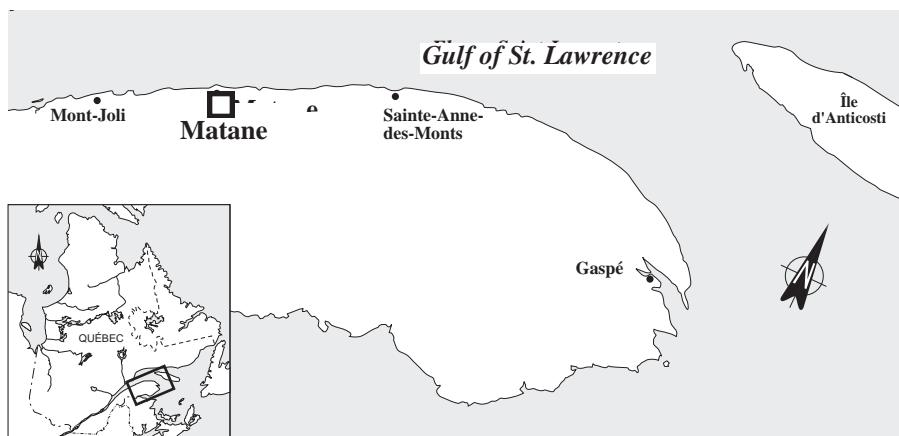 Gulf of St. Lawrence
Mont-Joli
Matane
Sainte-Anne-
des-Monts
Île
d'Anticosti
Gaspé
N
QUÉBEC